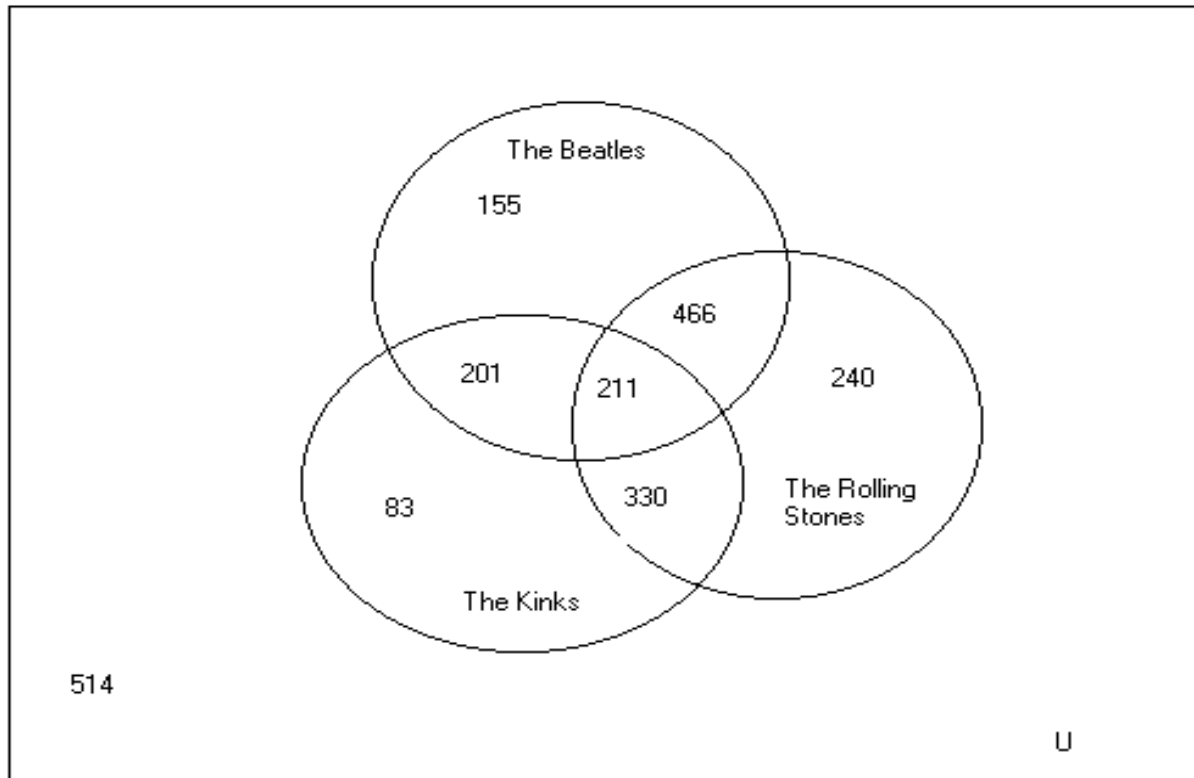 The Beatles
155
466
201
211
240
83
330
The Rolling
Stones
The Kinks
514
U